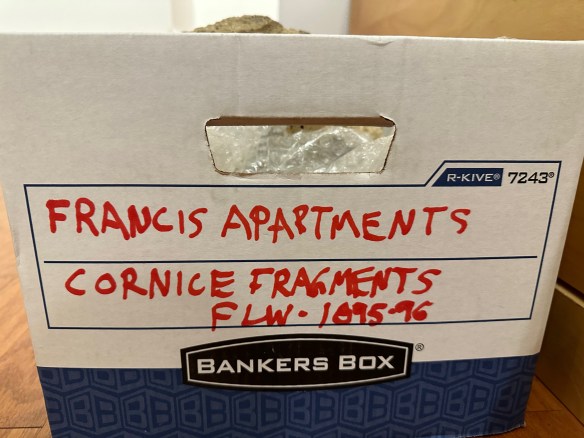 R-KIVE® 7243®
FRANCIS APARTMENTS
CORNICE FRAGMENTS
FLW-1895-96
BANKERS BOX®